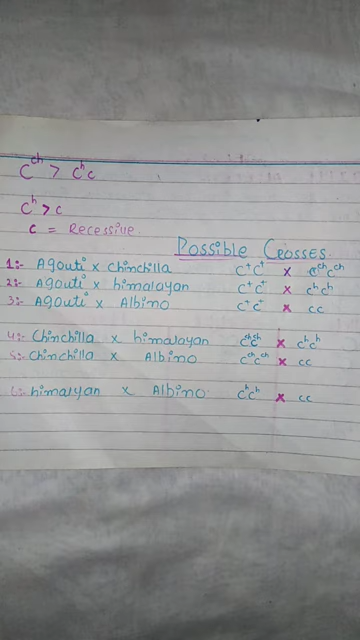 C^ch > C^h c
C^h > c
c = Recessive
Possible Crosses
1:- Agouti x Chinchilla C⁺C⁺ x C^ch C^ch
2:- Agouti x himalayan C⁺C⁺ x C^h C^h
3:- Agouti x Albino C⁺C⁺ x cc
4:- Chinchilla x himalayan C^ch C^ch x C^h C^h
5:- Chinchilla x Albino C^ch C^ch x cc
6:- himalyan x Albino C^h C^h x cc